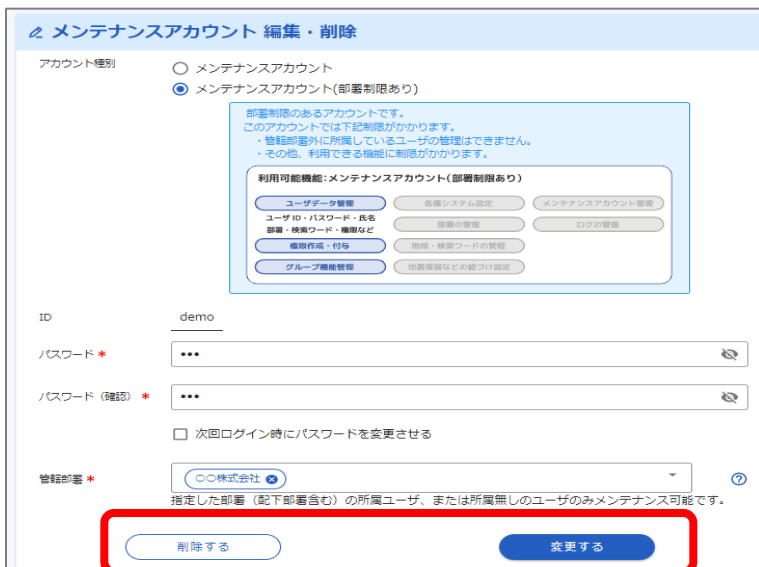 メンテナンスアカウント 編集・削除
アカウント種別
メンテナンスアカウント
メンテナンスアカウント(部署制限あり)
部署制限のあるアカウントです。
このアカウントでは下記制限がかかります。
・管轄部署外に所属しているユーザの管理はできません。
・その他、利用できる機能に制限がかかります。
利用可能機能:メンテナンスアカウント(部署制限あり)
ユーザデータ管理 各種システム設定 メンテナンスアカウント管理
ユーザID・パスワード・氏名
部署・検索ワード・権限など
部署の管理 ログの管理
権限作成・付与 地域・検索ワードの管理
グループ機能管理 地震情報などの紐づけ設定
ID demo
パスワード * •••
パスワード(確認) * •••
次回ログイン時にパスワードを変更させる
管轄部署 * 〇〇株式会社
指定した部署(配下部署含む)の所属ユーザ、または所属無しのユーザのみメンテナンス可能です。
削除する 変更する